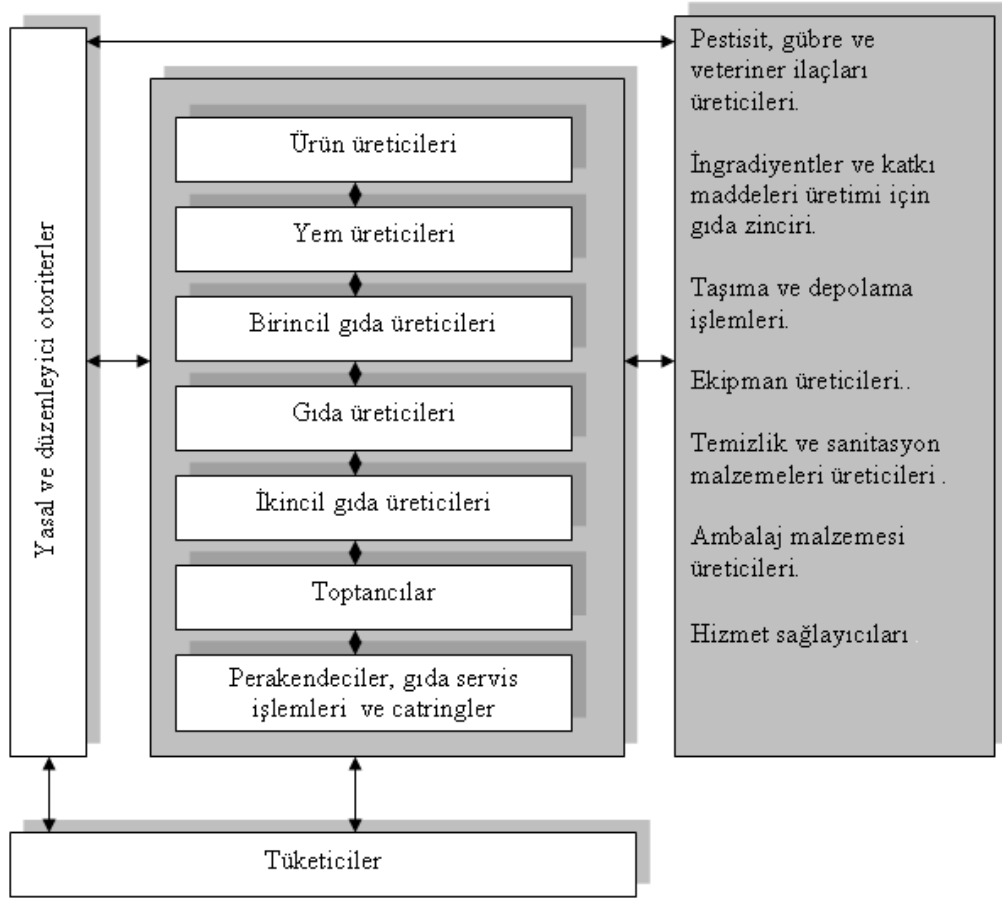 Yasal ve düzenleyici otoriterler
Ürün üreticileri
Yem üreticileri
Birincil gıda üreticileri
Gıda üreticileri
İkincil gıda üreticileri
Toptancılar
Perakendeciler, gıda servis
işlemleri ve catringler
Pestisit, gübre ve
veteriner ilaçları
üreticileri.
İngradiyentler ve katkı
maddeleri üretimi için
gıda zinciri.
Taşıma ve depolama
işlemleri.
Ekipman üreticileri..
Temizlik ve sanitasyon
malzemeleri üreticileri .
Ambalaj malzemesi
üreticileri.
Hizmet sağlayıcıları
Tüketiciler